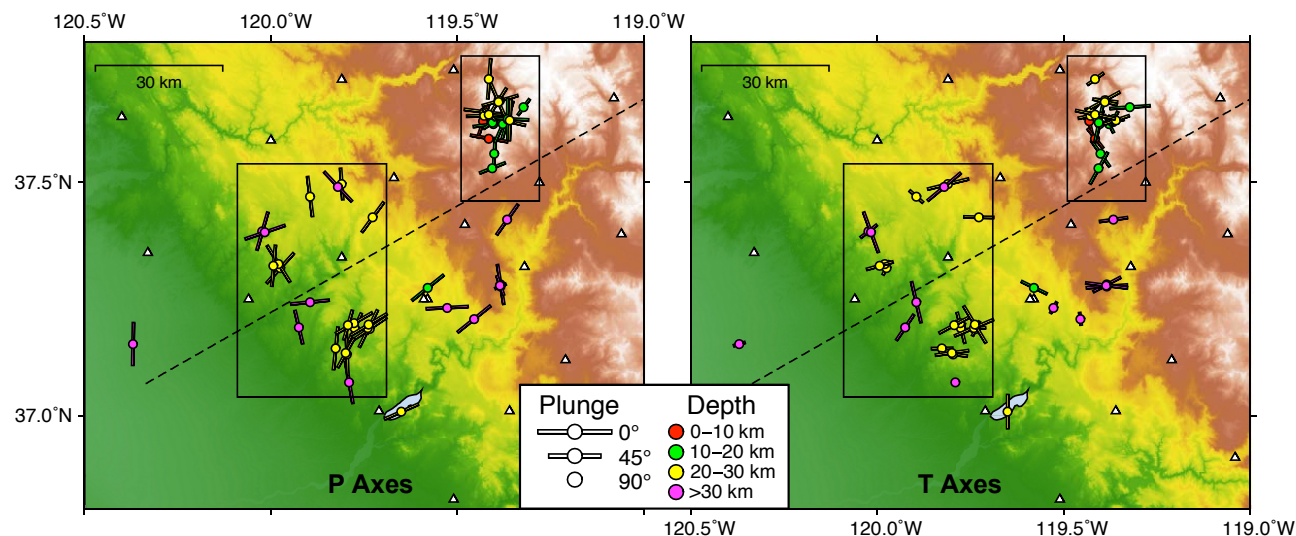 120.5˚W 120.0˚W 119.5˚W 119.0˚W
30 km 30 km
37.5˚N
37.0˚N
Plunge Depth
0° 0–10 km
45° 10–20 km
90° 20–30 km
>30 km
P Axes T Axes
120.5˚W 120.0˚W 119.5˚W 119.0˚W